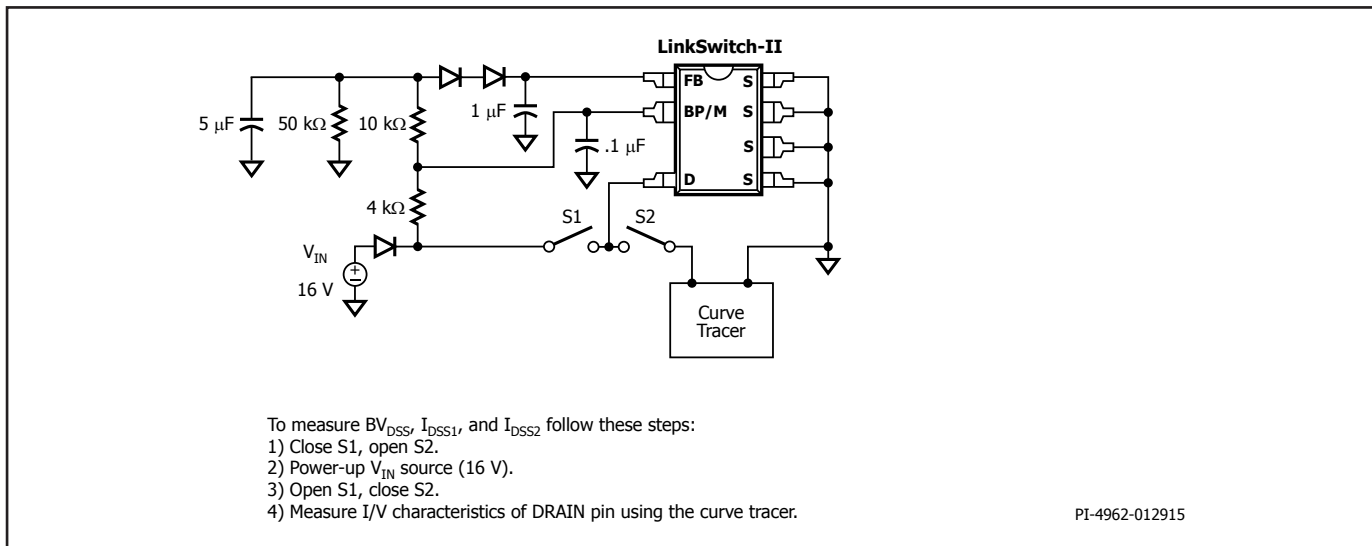 LinkSwitch-II
FB S
5 µF 50 kΩ 10 kΩ 1 µF BP/M S
.1 µF S
D S
4 kΩ
S1 S2
V_IN
16 V
Curve
Tracer
To measure BV_DSS, I_DSS1, and I_DSS2 follow these steps:
1) Close S1, open S2.
2) Power-up V_IN source (16 V).
3) Open S1, close S2.
4) Measure I/V characteristics of DRAIN pin using the curve tracer.
PI-4962-012915